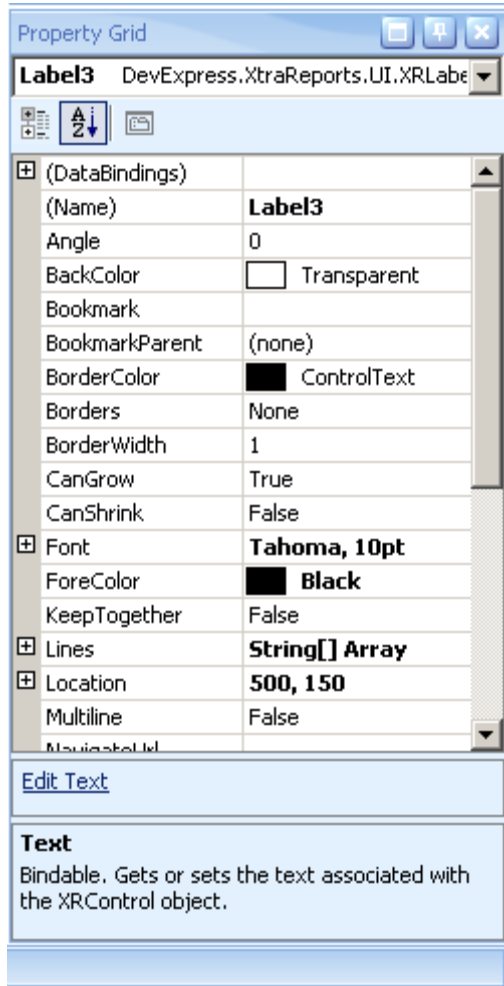 Property Grid
Label3 DevExpress.XtraReports.UI.XRLabe
A
Z
(DataBindings)
(Name) Label3
Angle 0
BackColor Transparent
Bookmark
BookmarkParent (none)
BorderColor ControlText
Borders None
BorderWidth 1
CanGrow True
CanShrink False
Font Tahoma, 10pt
ForeColor Black
KeepTogether False
Lines String[] Array
Location 500, 150
Multiline False
NavigateUrl
Edit Text
Text
Bindable. Gets or sets the text associated with
the XRControl object.